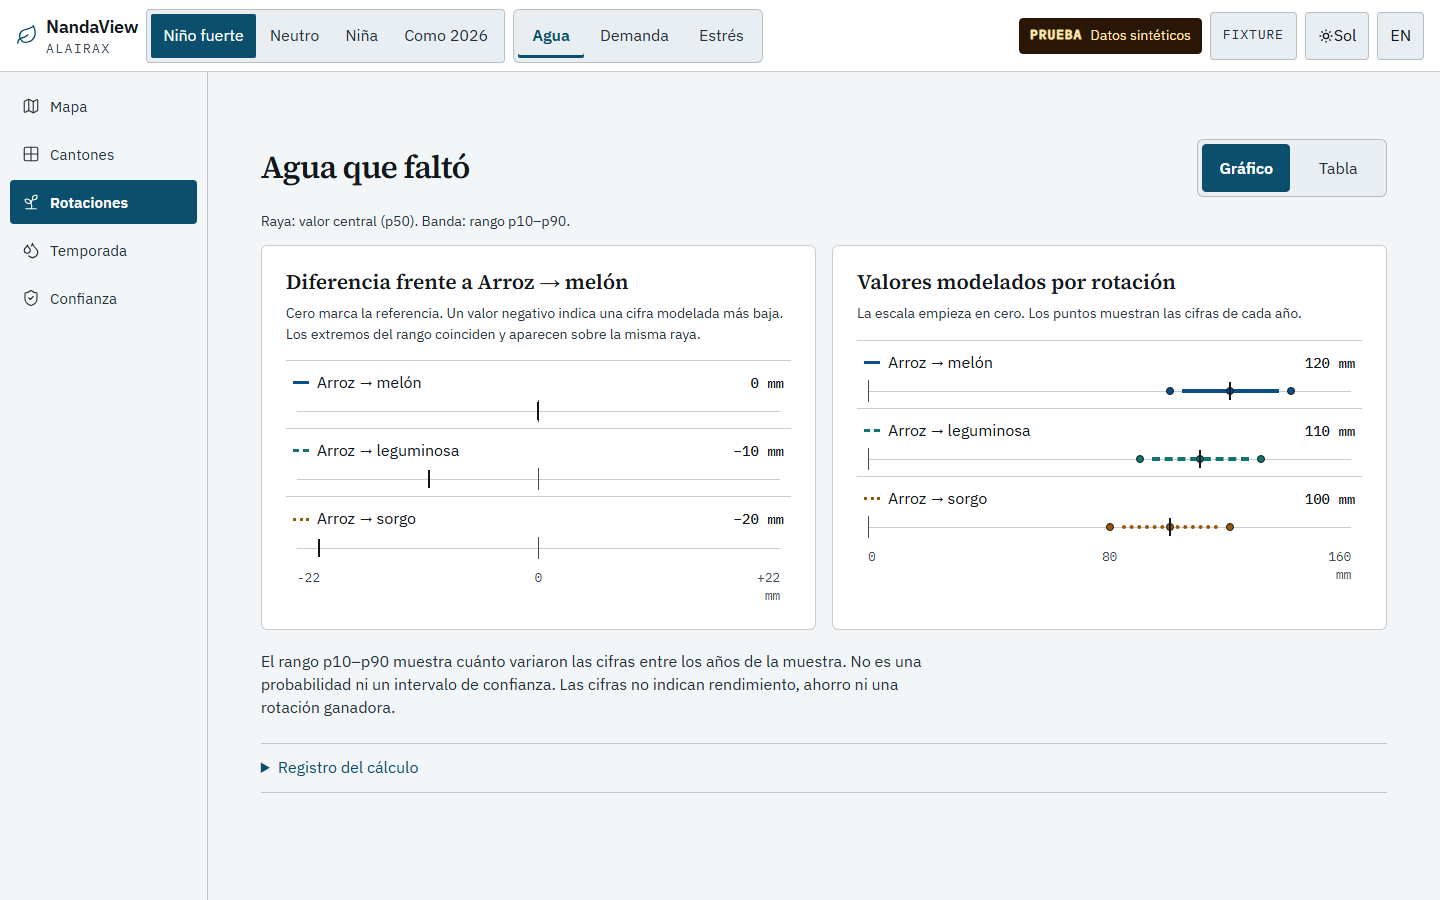 NandaView
ALAIRAX
Niño fuerte
Neutro
Niña
Como 2026
Agua
Demanda
Estrés
PRUEBA Datos sintéticos
FIXTURE
Sol
EN
Mapa
Cantones
Rotaciones
Temporada
Confianza
Agua que faltó
Gráfico
Tabla
Raya: valor central (p50). Banda: rango p10–p90.
Diferencia frente a Arroz → melón
Cero marca la referencia. Un valor negativo indica una cifra modelada más baja.
Los extremos del rango coinciden y aparecen sobre la misma raya.
Arroz → melón 0 mm
Arroz → leguminosa −10 mm
Arroz → sorgo −20 mm
-22 0 +22
mm
Valores modelados por rotación
La escala empieza en cero. Los puntos muestran las cifras de cada año.
Arroz → melón 120 mm
Arroz → leguminosa 110 mm
Arroz → sorgo 100 mm
0 80 160
mm
El rango p10–p90 muestra cuánto variaron las cifras entre los años de la muestra. No es una
probabilidad ni un intervalo de confianza. Las cifras no indican rendimiento, ahorro ni una
rotación ganadora.
Registro del cálculo